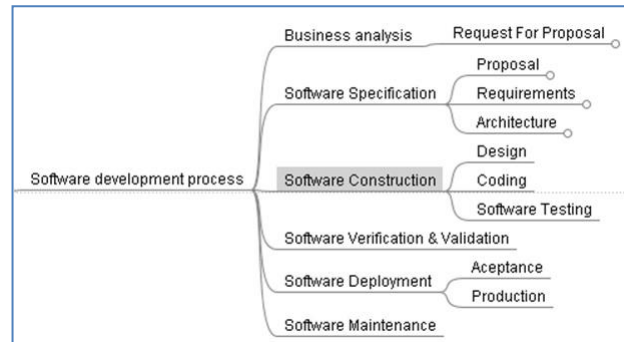 Business analysis
Request For Proposal
Software Specification
Proposal
Requirements
Architecture
Software development process
Software Construction
Design
Coding
Software Testing
Software Verification & Validation
Software Deployment
Aceptance
Production
Software Maintenance